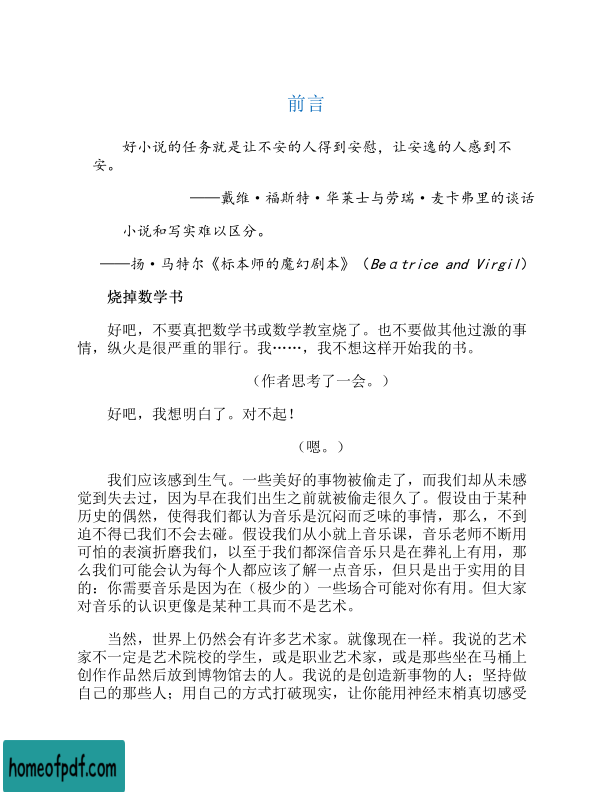 前言
好小说的任务就是让不安的人得到安慰，让安逸的人感到不
安。
——戴维·福斯特·华莱士与劳瑞·麦卡弗里的谈话
小说和写实难以区分。
——扬·马特尔《标本师的魔幻剧本》（Beαtrice and Virgil）
烧掉数学书
好吧，不要真把数学书或数学教室烧了。也不要做其他过激的事
情，纵火是很严重的罪行。我……，我不想这样开始我的书。
（作者思考了一会。）
好吧，我想明白了。对不起！
（嗯。）
我们应该感到生气。一些美好的事物被偷走了，而我们却从未感
觉到失去过，因为早在我们出生之前就被偷走很久了。假设由于某种
历史的偶然，使得我们都认为音乐是沉闷而乏味的事情，那么，不到
迫不得已我们不会去碰。假设我们从小就上音乐课，音乐老师不断用
可怕的表演折磨我们，以至于我们都深信音乐只是在葬礼上有用，那
么我们可能会认为每个人都应该了解一点音乐，但只是出于实用的目
的：你需要音乐是因为在（极少的）一些场合可能对你有用。但大家
对音乐的认识更像是某种工具而不是艺术。
当然，世界上仍然会有许多艺术家。就像现在一样。我说的艺术
家不一定是艺术院校的学生，或是职业艺术家，或是那些坐在马桶上
创作作品然后放到博物馆去的人。我说的是创造新事物的人；坚持做
自己的那些人；用自己的方式打破现实，让你能用神经末梢真切感受
homeofpdf.com